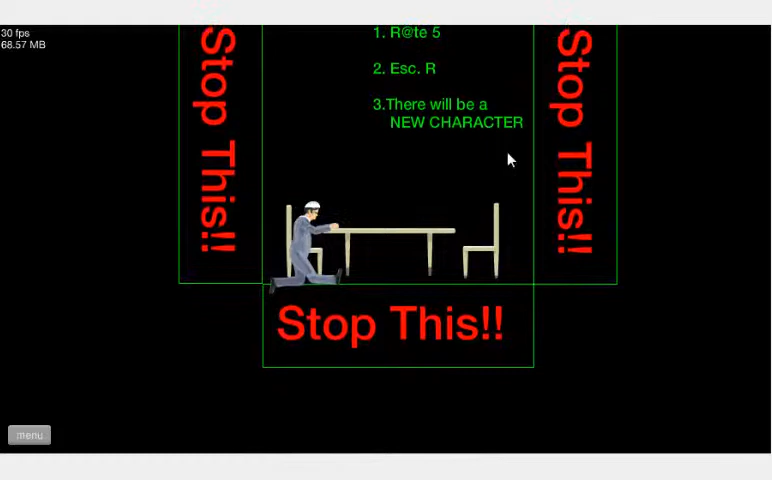 30 fps
68.57 MB
1. R@te 5
2. Esc. R
3.There will be a
NEW CHARACTER
Stop This!!
Stop This!!
Stop This!!
menu